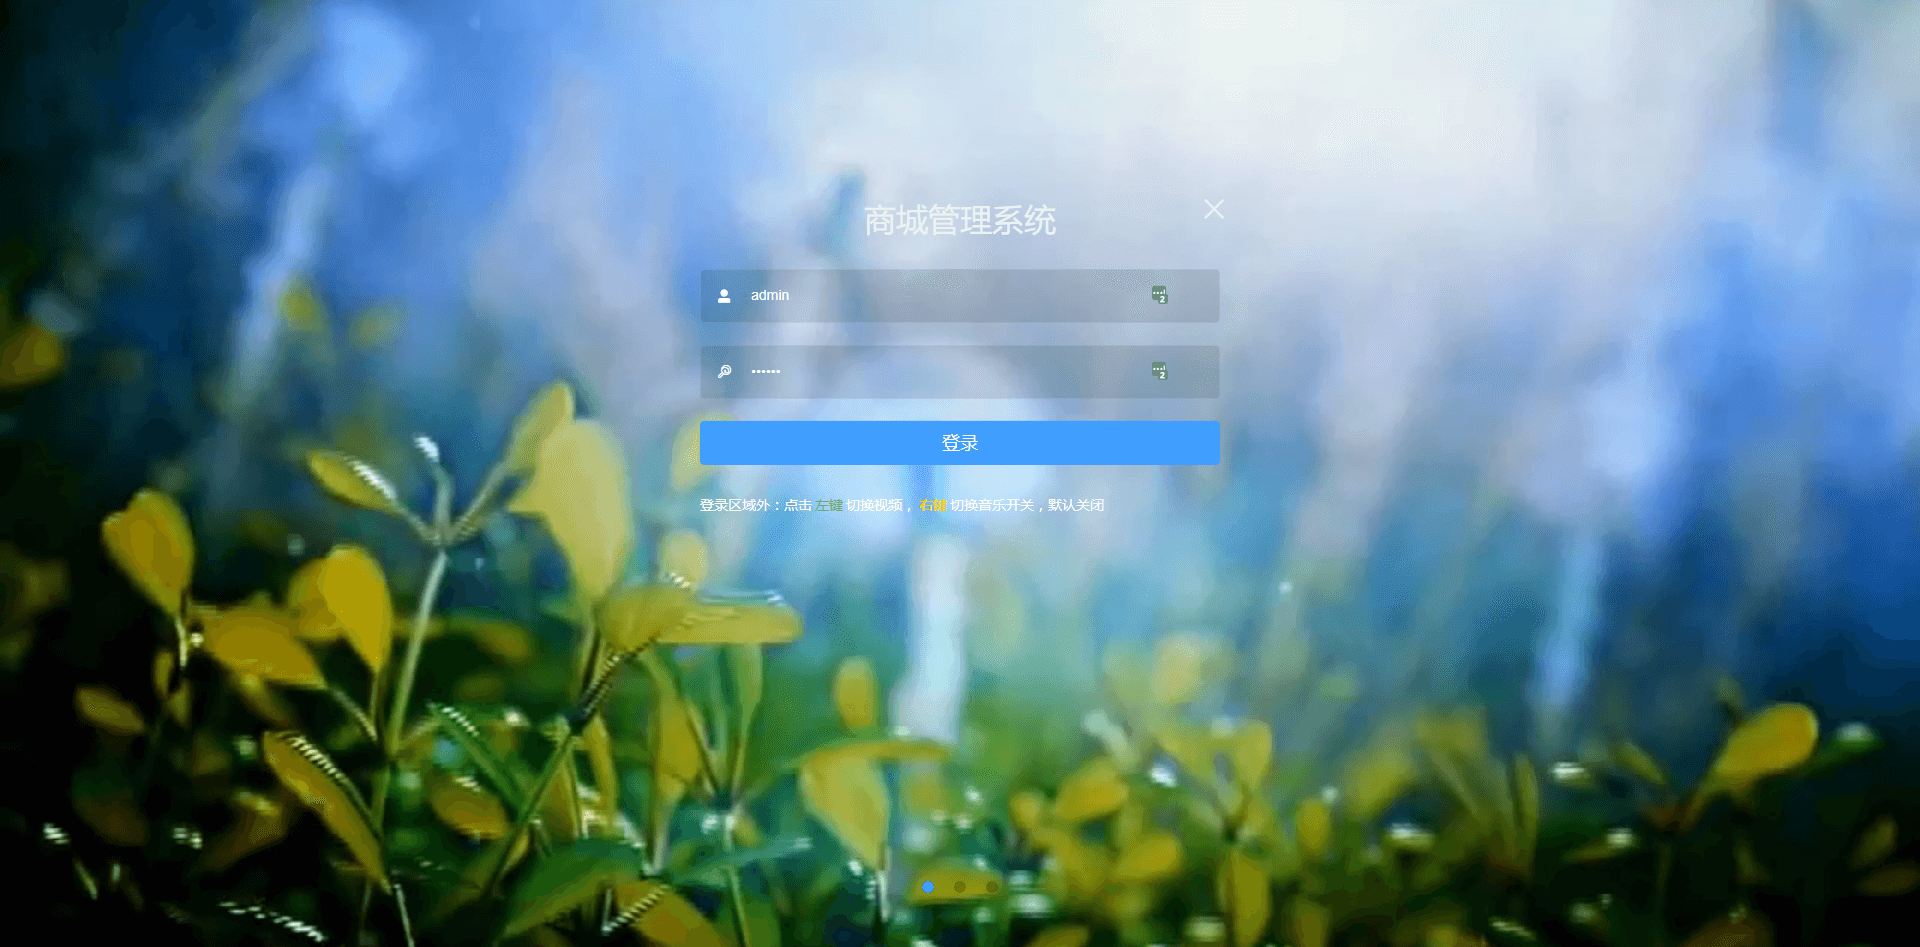 商城管理系统
admin
••••••
登录
登录区域外：点击 左键 切换视频， 右键 切换音乐开关，默认关闭